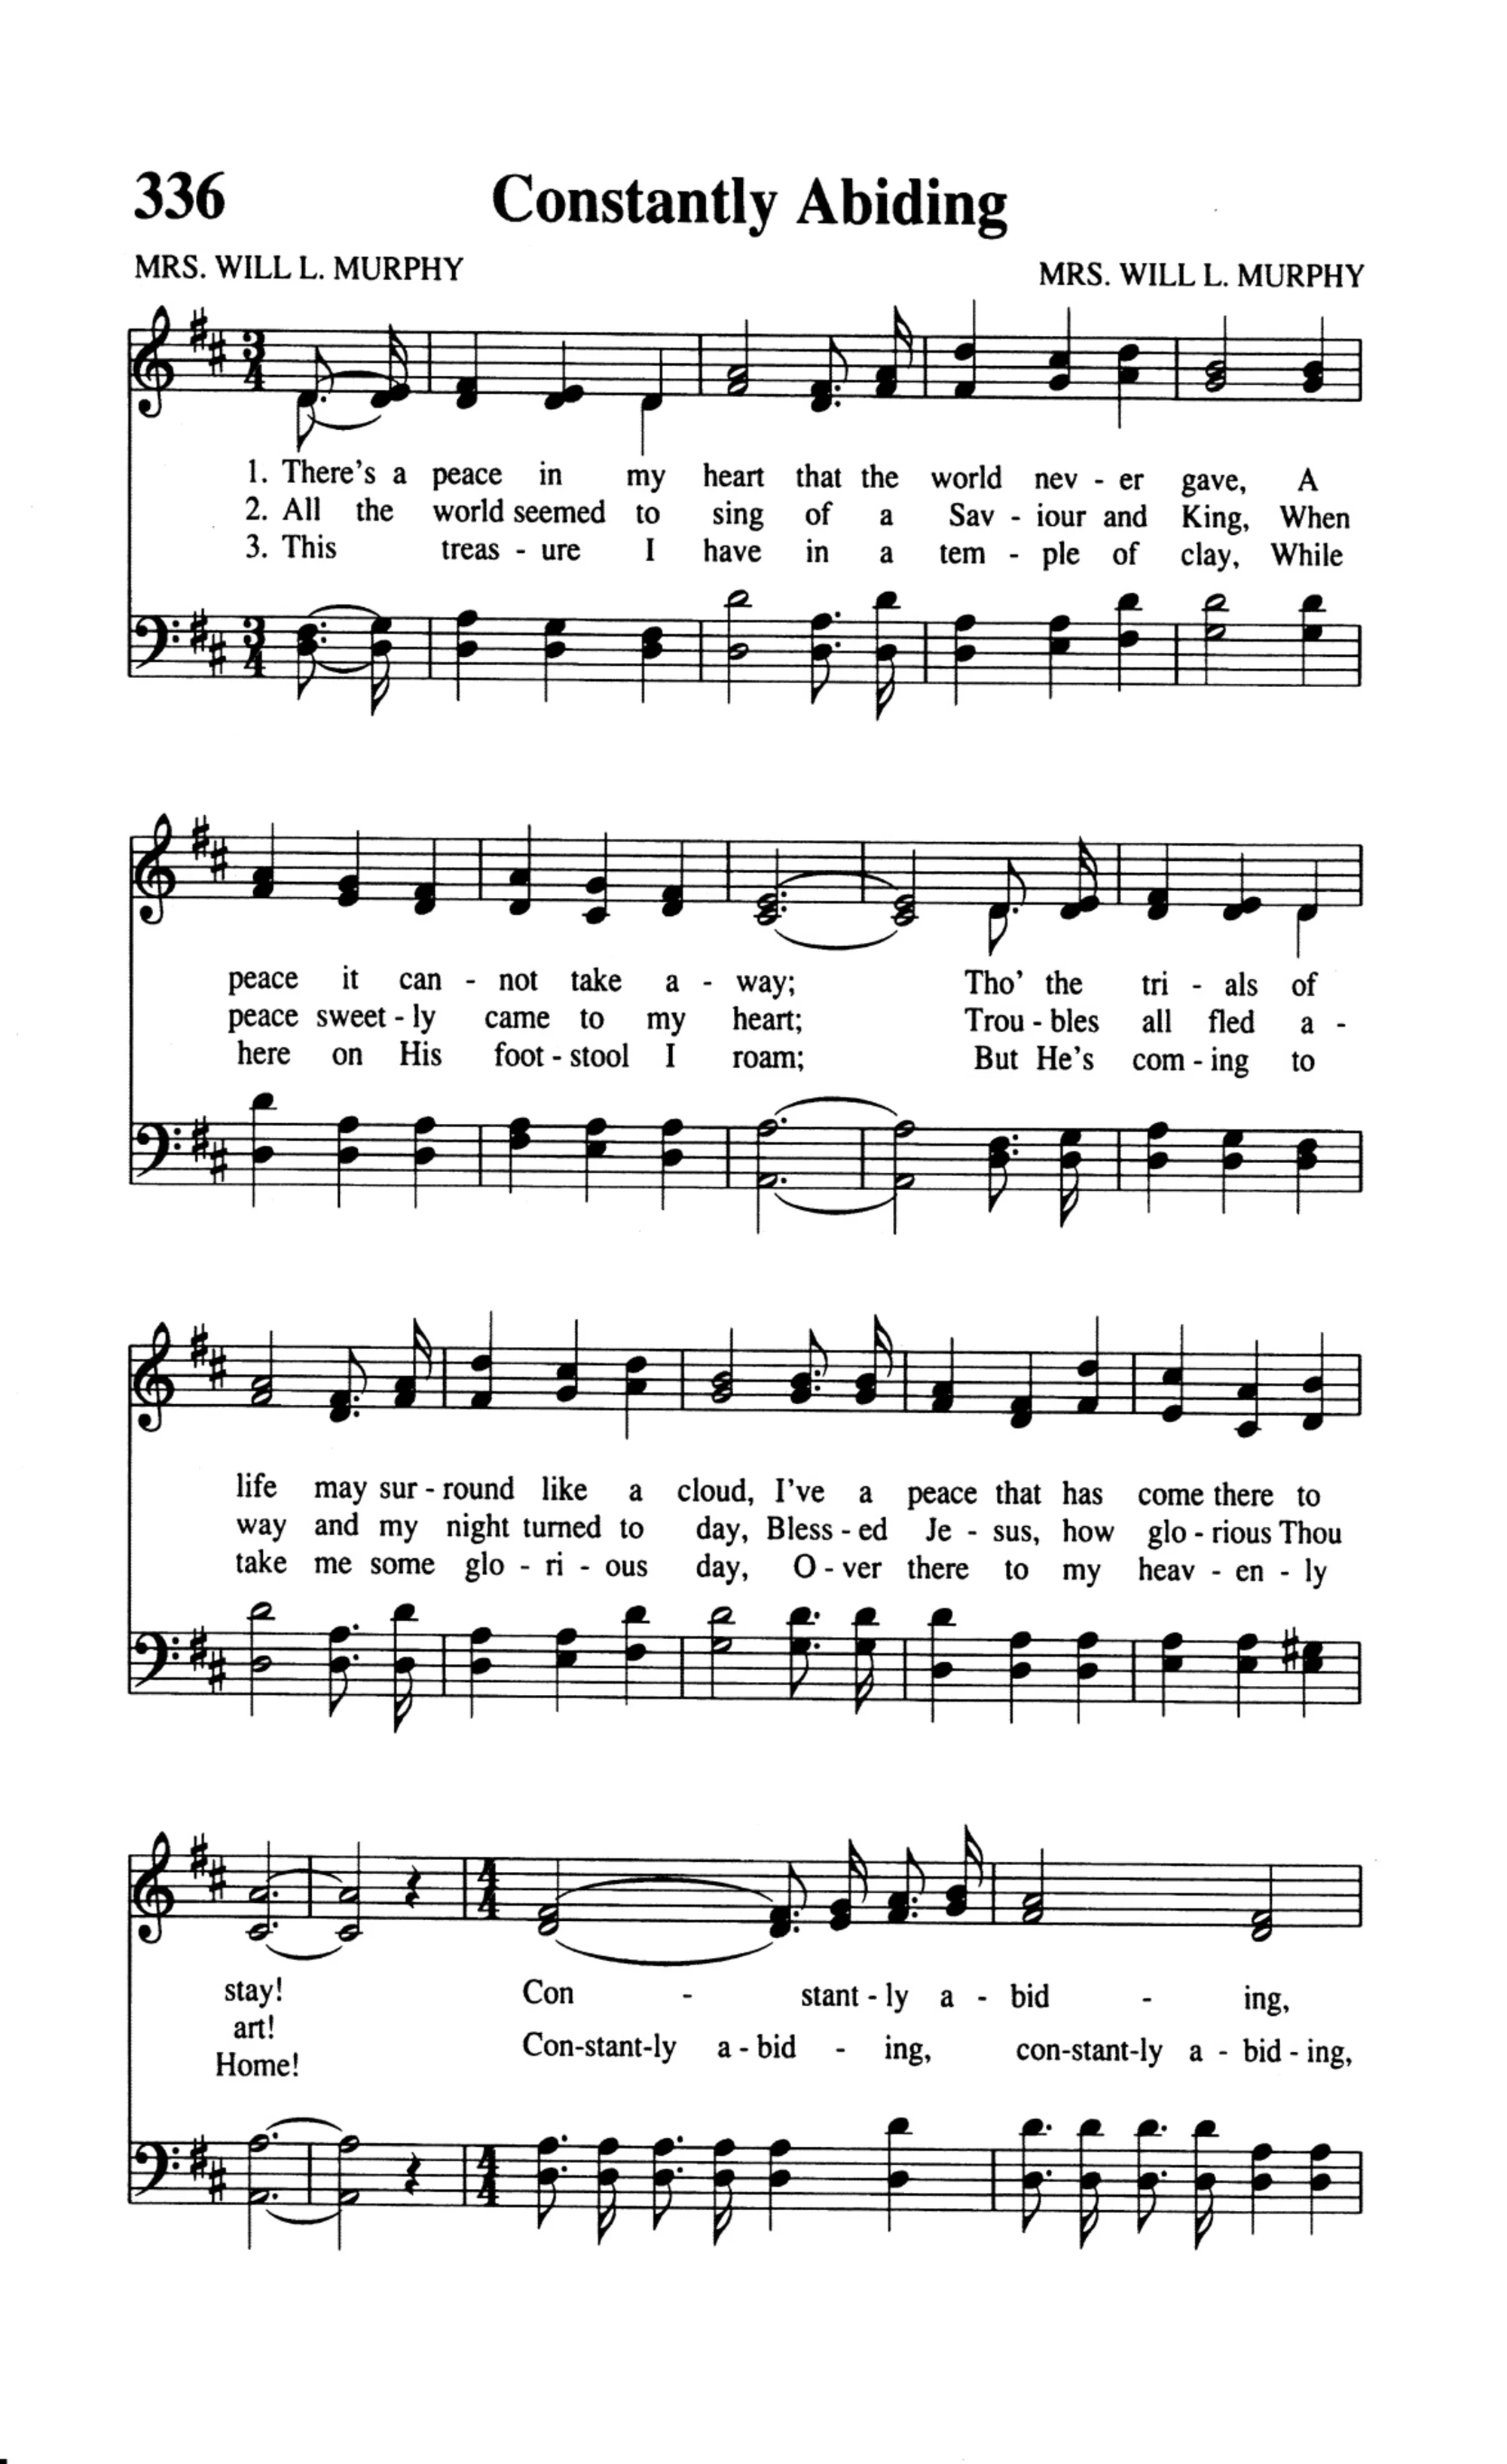 336 Constantly Abiding
MRS. WILL L. MURPHY MRS. WILL L. MURPHY
3 4
1. There's a peace in my heart that the world nev - er gave, A
2. All the world seemed to sing of a Sav - iour and King, When
3. This treas - ure I have in a tem - ple of clay, While
3 4
peace it can - not take a - way; Tho' the tri - als of
peace sweet - ly came to my heart; Trou - bles all fled a -
here on His foot - stool I roam; But He's com - ing to
life may sur - round like a cloud, I've a peace that has come there to
way and my night turned to day, Bless - ed Je - sus, how glo - rious Thou
take me some glo - ri - ous day, O - ver there to my heav - en - ly
4 4
stay! Con - stant - ly a - bid - ing,
art!
Con-stant-ly a - bid - ing, con-stant-ly a - bid - ing,
Home!
4 4